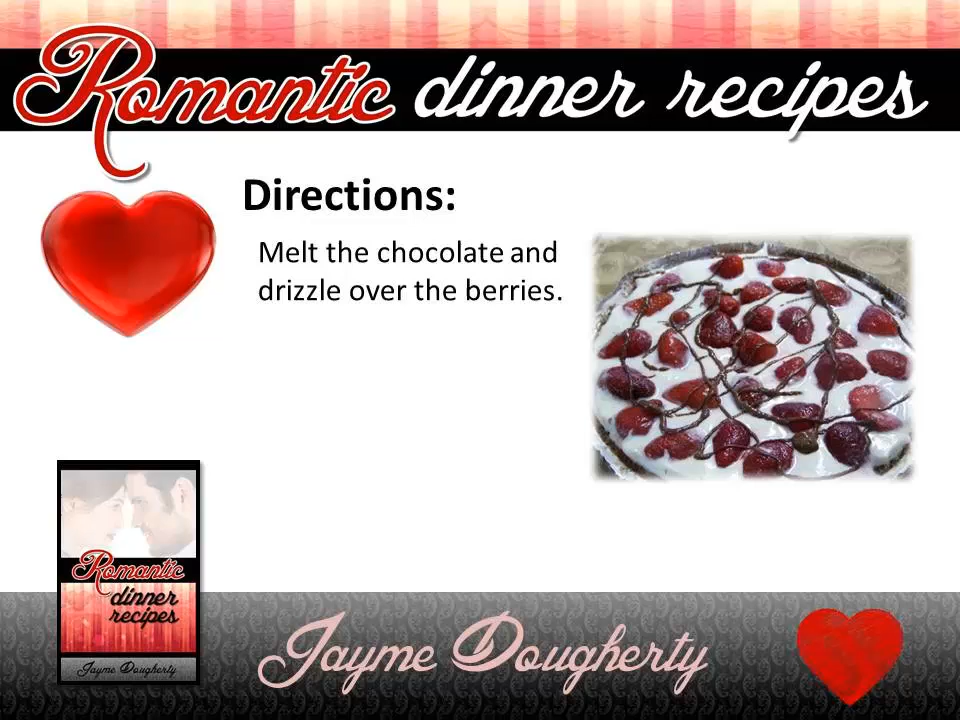 Romantic dinner recipes
Directions:
Melt the chocolate and
drizzle over the berries.
Romantic
dinner
recipes
Jayme Dougherty
Jayme Dougherty